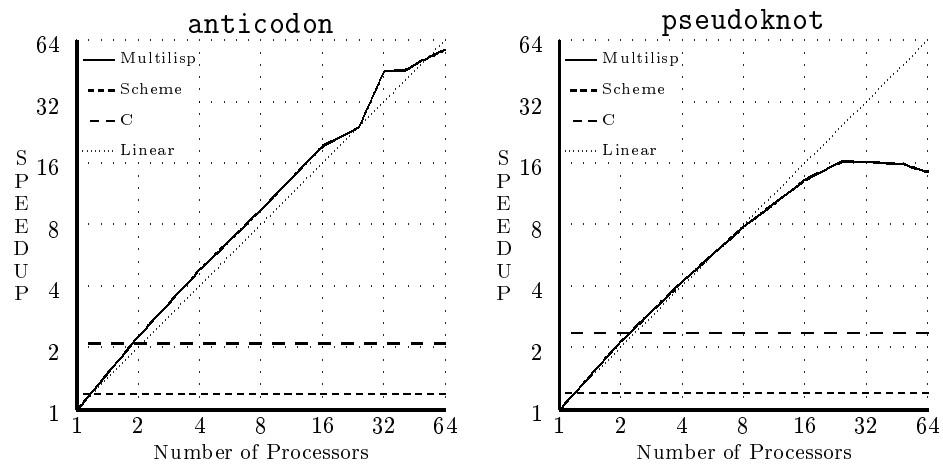 anticodon
64
32
16
8
4
2
1
S
P
E
E
D
U
P
Multilisp
Scheme
C
Linear
1 2 4 8 16 32 64
Number of Processors
pseudoknot
64
32
16
8
4
2
1
S
P
E
E
D
U
P
Multilisp
Scheme
C
Linear
1 2 4 8 16 32 64
Number of Processors